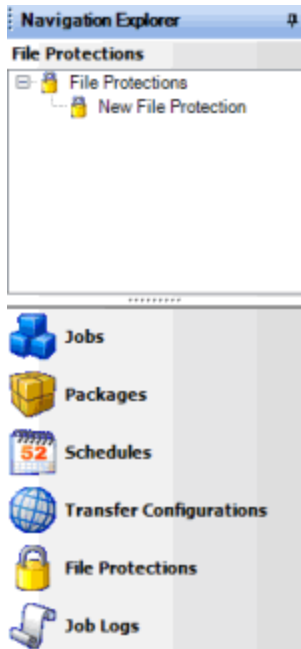 Navigation Explorer
File Protections
File Protections
New File Protection
Jobs
Packages
52
Schedules
Transfer Configurations
File Protections
Job Logs